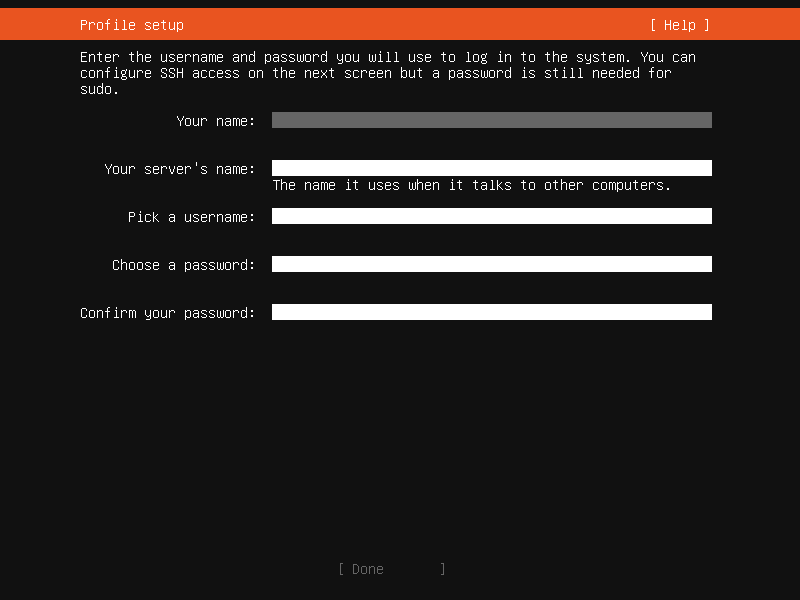 Profile setup [ Help ]
Enter the username and password you will use to log in to the system. You can
configure SSH access on the next screen but a password is still needed for
sudo.
Your name:
Your server's name:
The name it uses when it talks to other computers.
Pick a username:
Choose a password:
Confirm your password:
[ Done ]